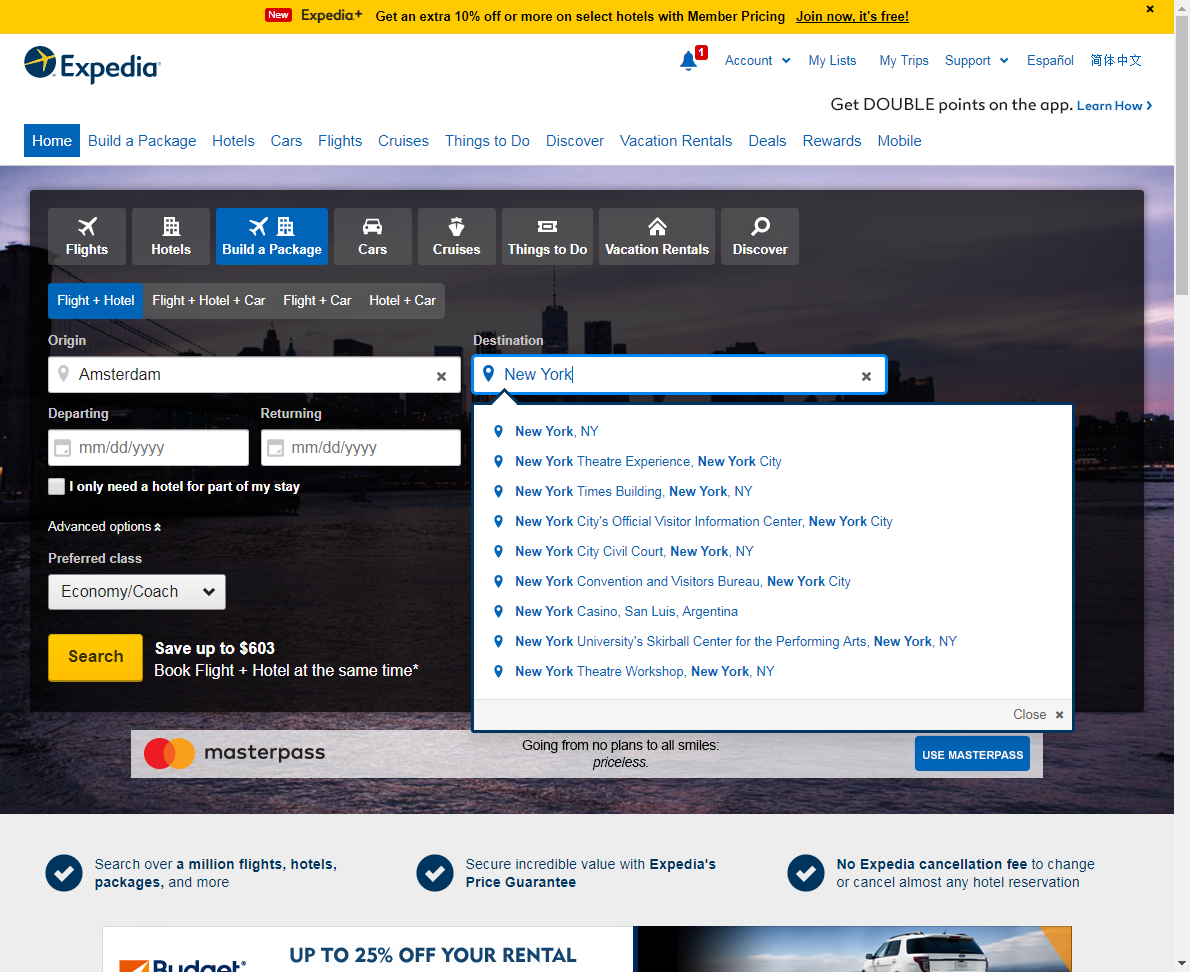 New Expedia+ Get an extra 10% off or more on select hotels with Member Pricing Join now, it's free!
Expedia
1 Account My Lists My Trips Support Español 简体中文
Get DOUBLE points on the app. Learn How
Home Build a Package Hotels Cars Flights Cruises Things to Do Discover Vacation Rentals Deals Rewards Mobile
Flights Hotels Build a Package Cars Cruises Things to Do Vacation Rentals Discover
Flight + Hotel Flight + Hotel + Car Flight + Car Hotel + Car
Origin Destination
Amsterdam New York
Departing Returning
mm/dd/yyyy mm/dd/yyyy
I only need a hotel for part of my stay
Advanced options
Preferred class
Economy/Coach
Search
Save up to $603
Book Flight + Hotel at the same time*
New York, NY
New York Theatre Experience, New York City
New York Times Building, New York, NY
New York City's Official Visitor Information Center, New York City
New York City Civil Court, New York, NY
New York Convention and Visitors Bureau, New York City
New York Casino, San Luis, Argentina
New York University's Skirball Center for the Performing Arts, New York, NY
New York Theatre Workshop, New York, NY
Close
masterpass
Going from no plans to all smiles:
priceless.
USE MASTERPASS
Search over a million flights, hotels,
packages, and more
Secure incredible value with Expedia's
Price Guarantee
No Expedia cancellation fee to change
or cancel almost any hotel reservation
Budget
UP TO 25% OFF YOUR RENTAL